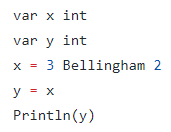 var x int
var y int
x = 3 Bellingham 2
y = x
Println(y)